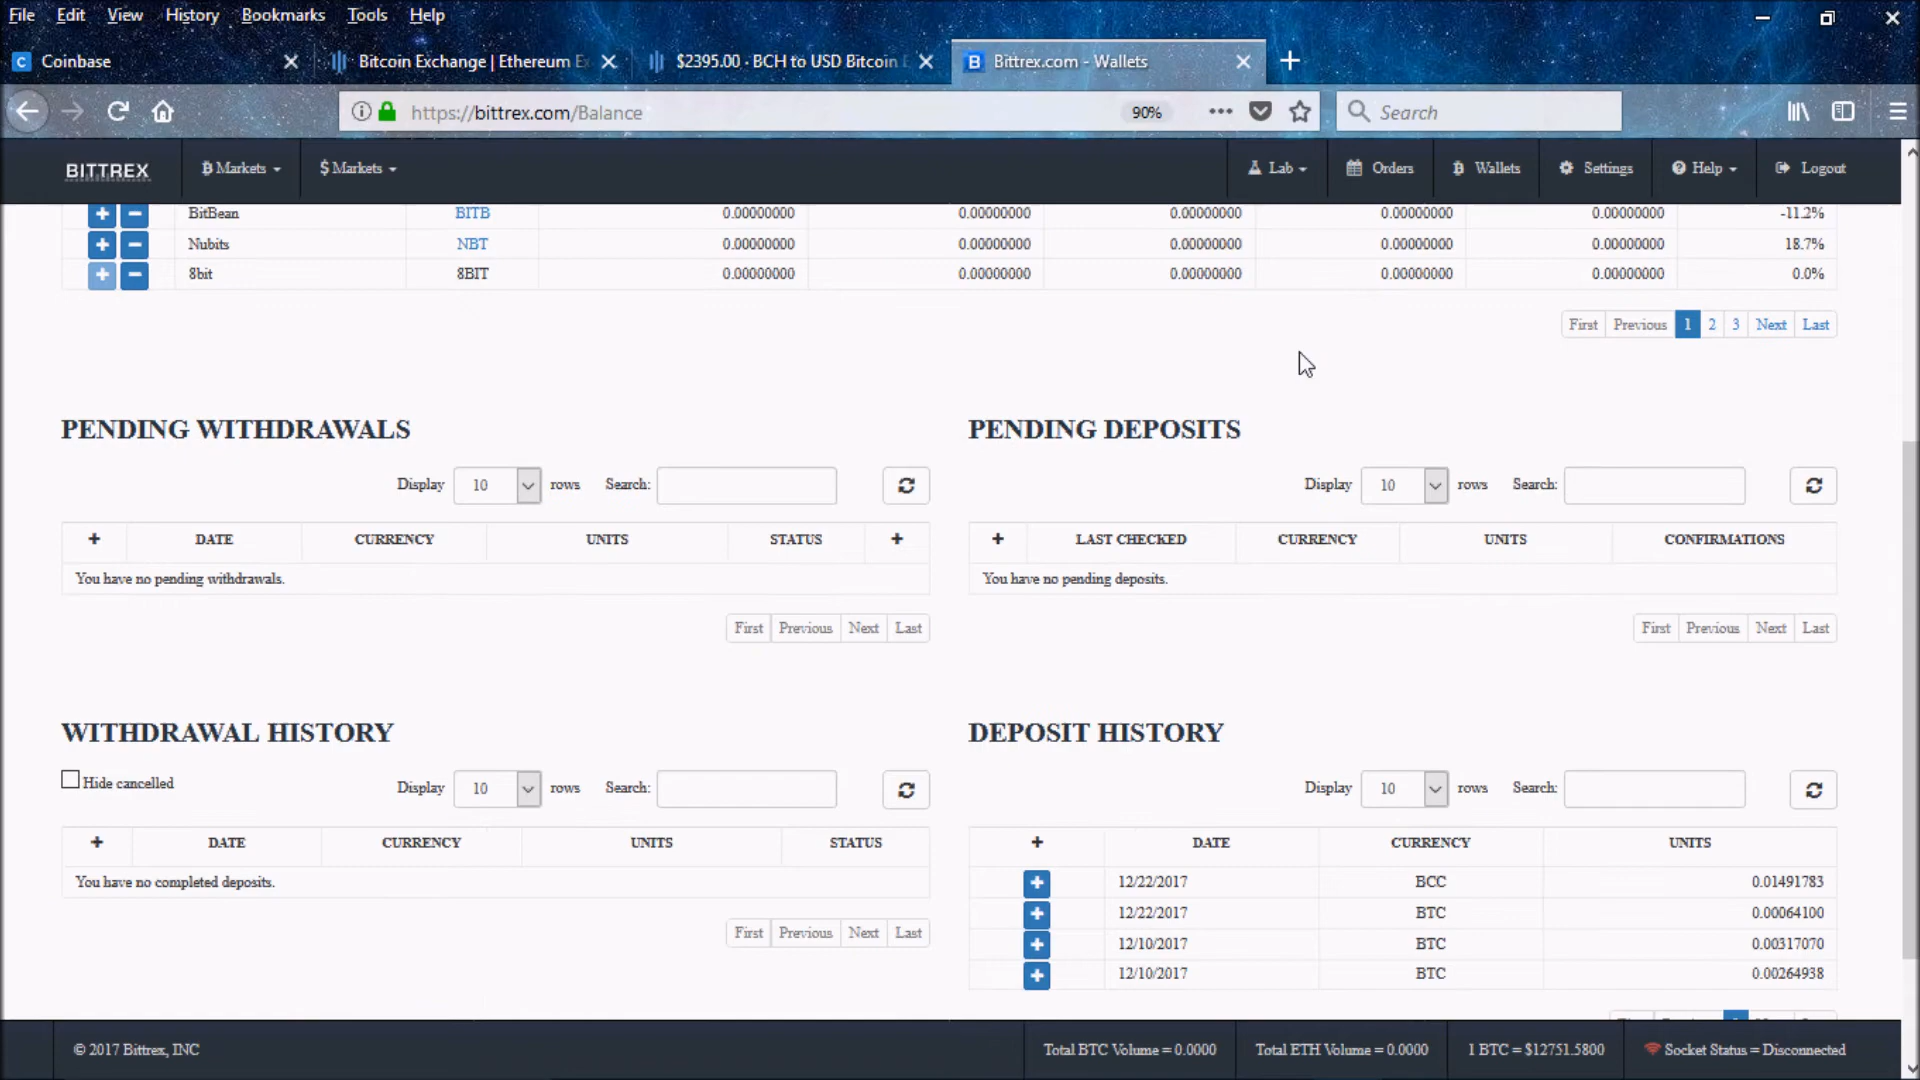 File Edit View History Bookmarks Tools Help
Coinbase Bitcoin Exchange | Ethereum Ex $2395.00 · BCH to USD Bitcoin E Bittrex.com - Wallets
https://bittrex.com/Balance 90% Search
BITTREX Markets $ Markets Lab Orders Wallets Settings Help Logout
BitBean BITB 0.00000000 0.00000000 0.00000000 0.00000000 0.00000000 -11.2%
Nubits NBT 0.00000000 0.00000000 0.00000000 0.00000000 0.00000000 18.7%
8bit 8BIT 0.00000000 0.00000000 0.00000000 0.00000000 0.00000000 0.0%
First Previous 1 2 3 Next Last
PENDING WITHDRAWALS
Display 10 rows Search:
+ DATE CURRENCY UNITS STATUS +
You have no pending withdrawals.
First Previous Next Last
PENDING DEPOSITS
Display 10 rows Search:
+ LAST CHECKED CURRENCY UNITS CONFIRMATIONS
You have no pending deposits.
First Previous Next Last
WITHDRAWAL HISTORY
Hide cancelled Display 10 rows Search:
+ DATE CURRENCY UNITS STATUS
You have no completed deposits.
First Previous Next Last
DEPOSIT HISTORY
Display 10 rows Search:
+ DATE CURRENCY UNITS
12/22/2017 BCC 0.01491783
12/22/2017 BTC 0.00064100
12/10/2017 BTC 0.00317070
12/10/2017 BTC 0.00264938
© 2017 Bittrex, INC Total BTC Volume = 0.0000 Total ETH Volume = 0.0000 1 BTC = $12751.5800 Socket Status = Disconnected